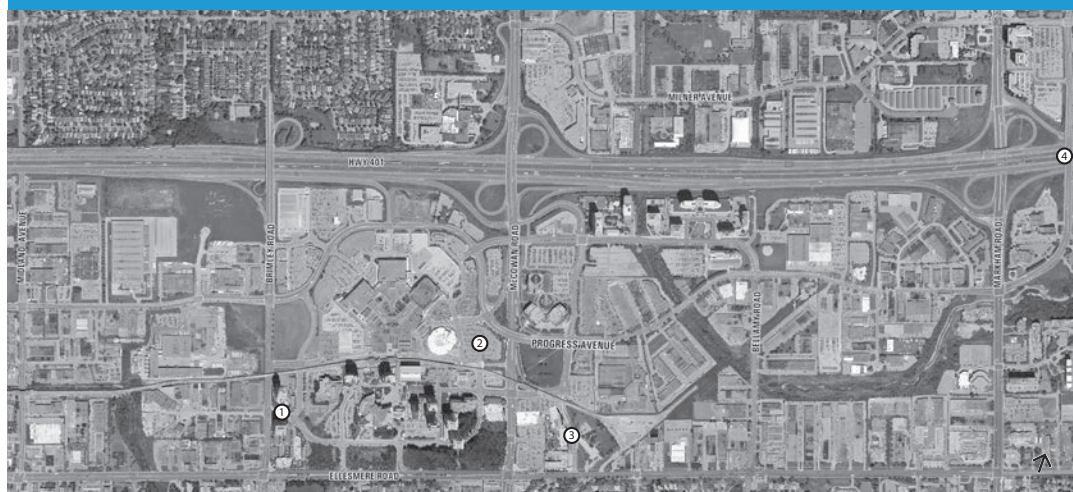 MILNER AVENUE
HWY 401
4
MIDLAND AVENUE
BRIMLEY ROAD
McCOWAN ROAD
MARKHAM ROAD
2
PROGRESS AVENUE
BELLAMY ROAD
1
3
ELLESMERE ROAD